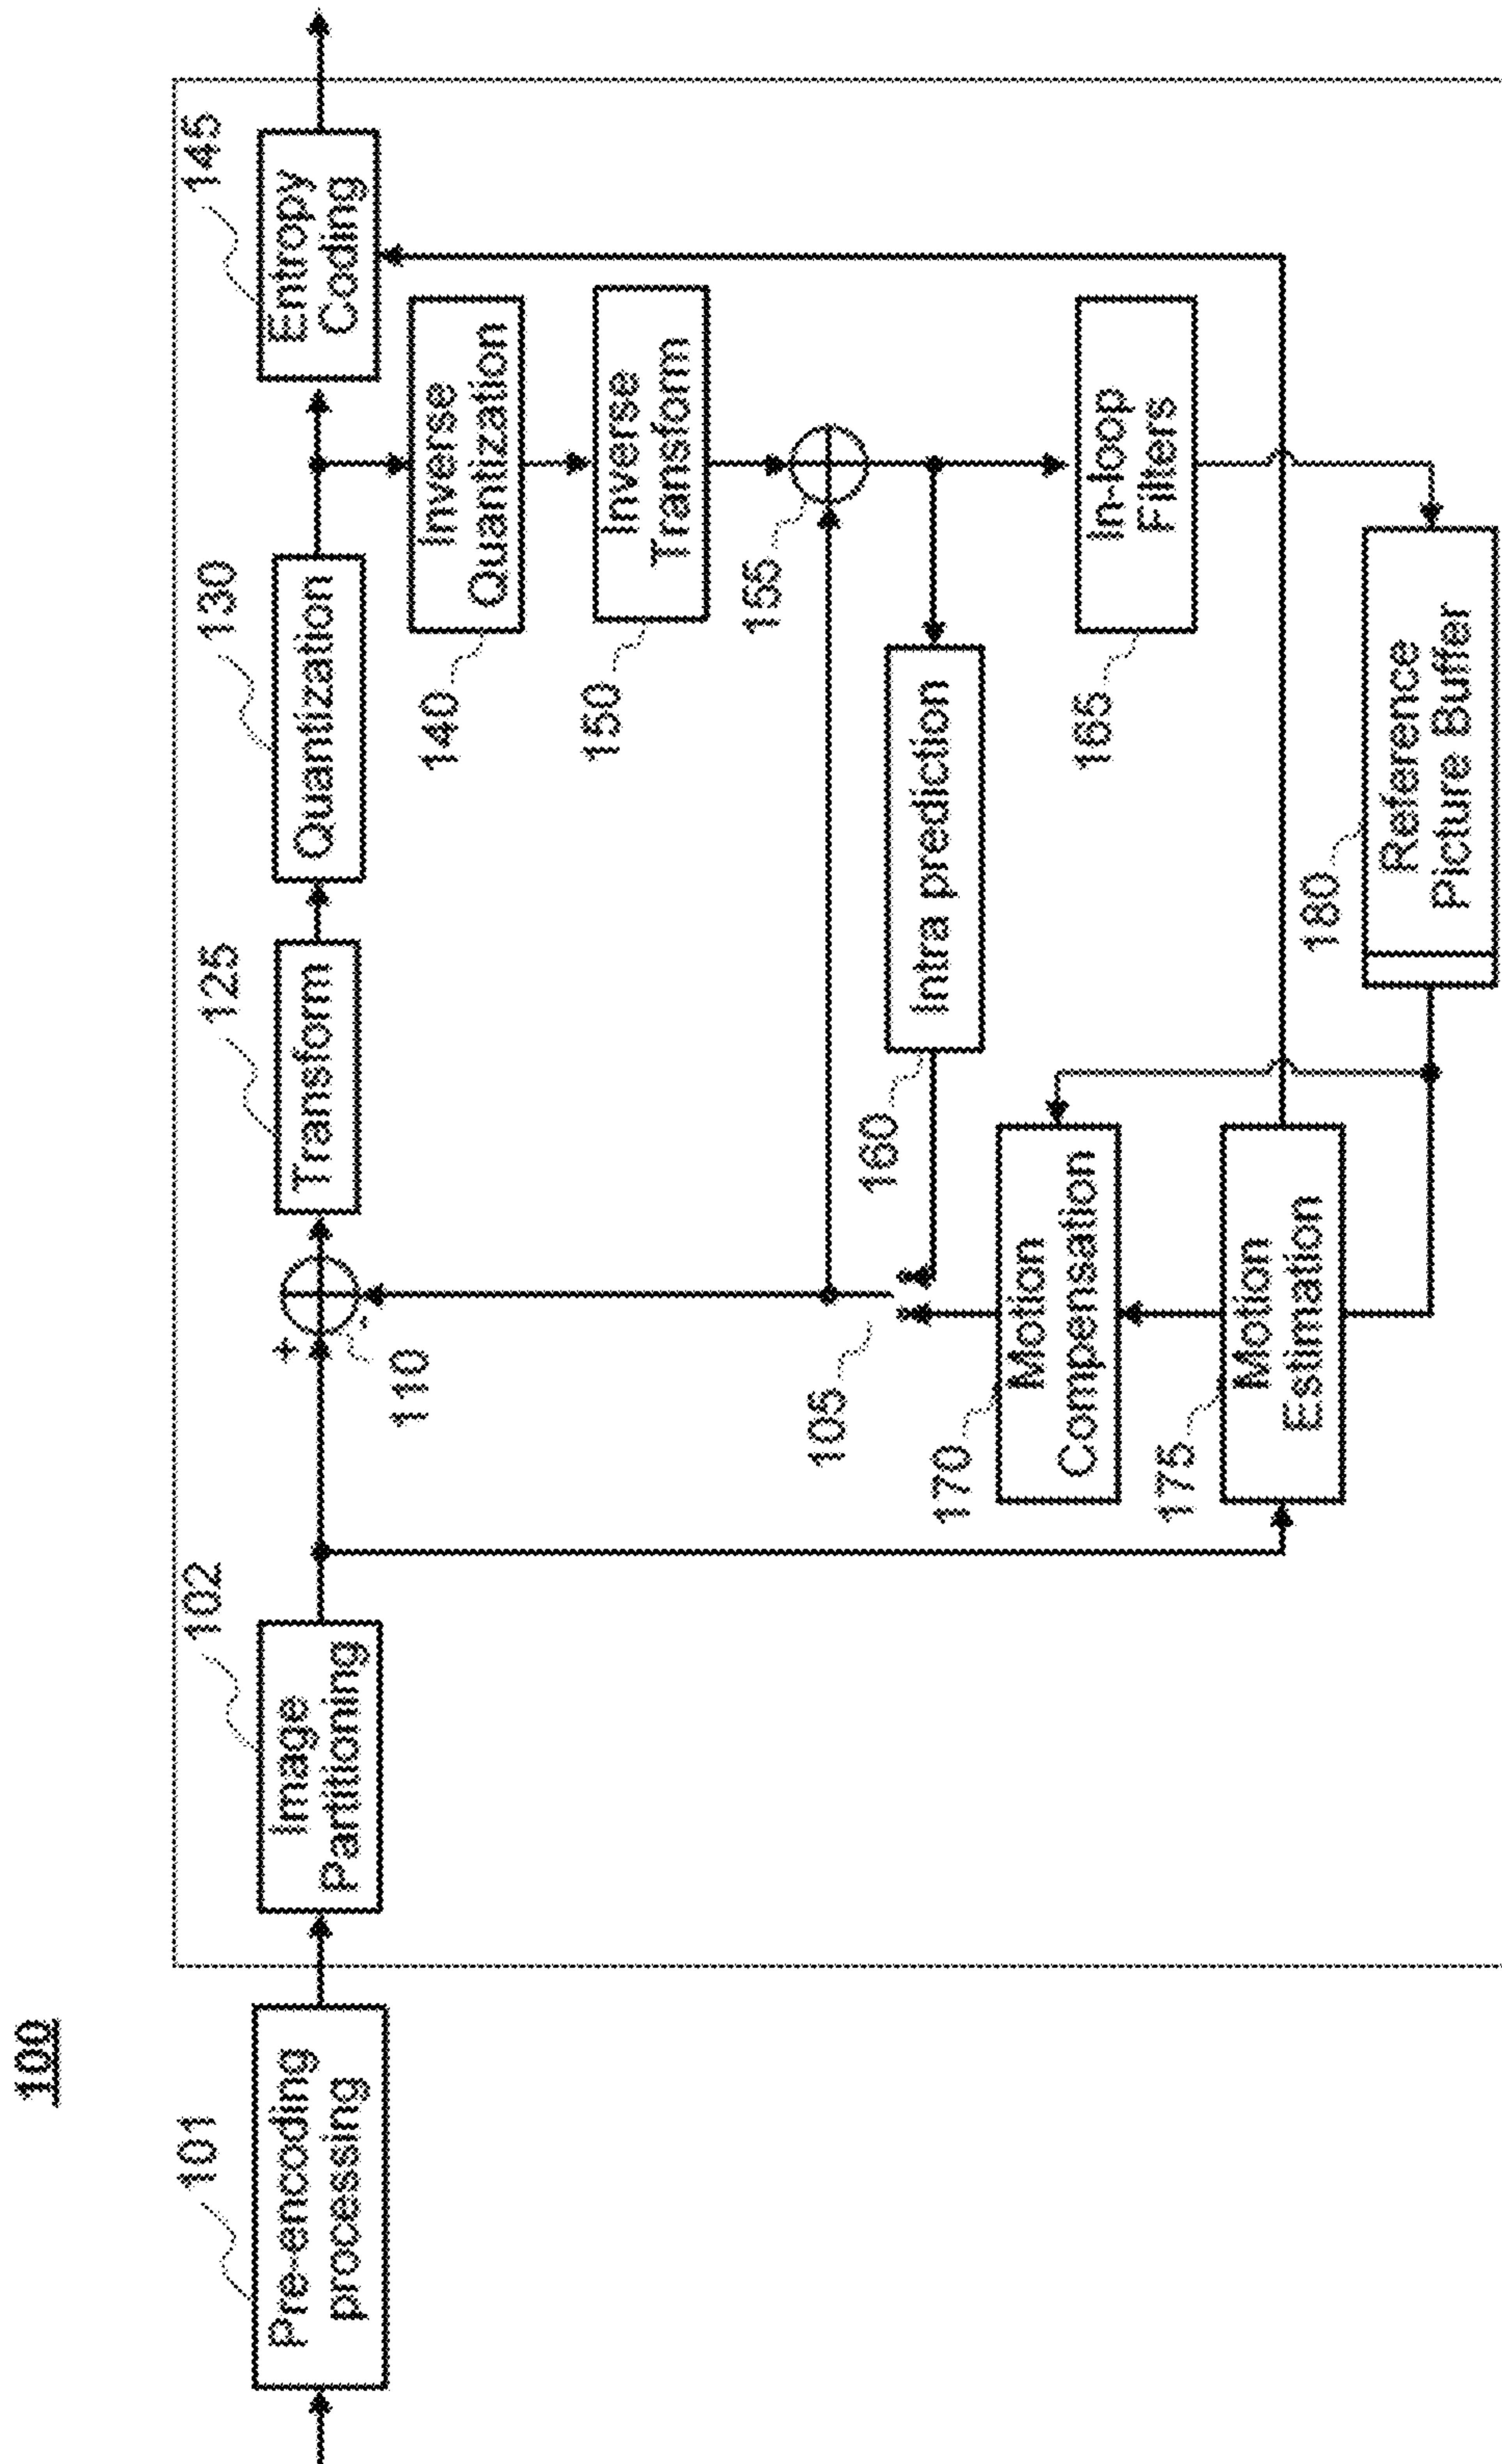 100
101
Pre-encoding
processing
102
Image
Partitioning
+
-
110
125
Transform
130
Quantization
145
Entropy
Coding
140
Inverse
Quantization
150
Inverse
Transform
155
105
160
Intra prediction
170
Motion
Compensation
165
In-loop
Filters
175
Motion
Estimation
180
Reference
Picture Buffer